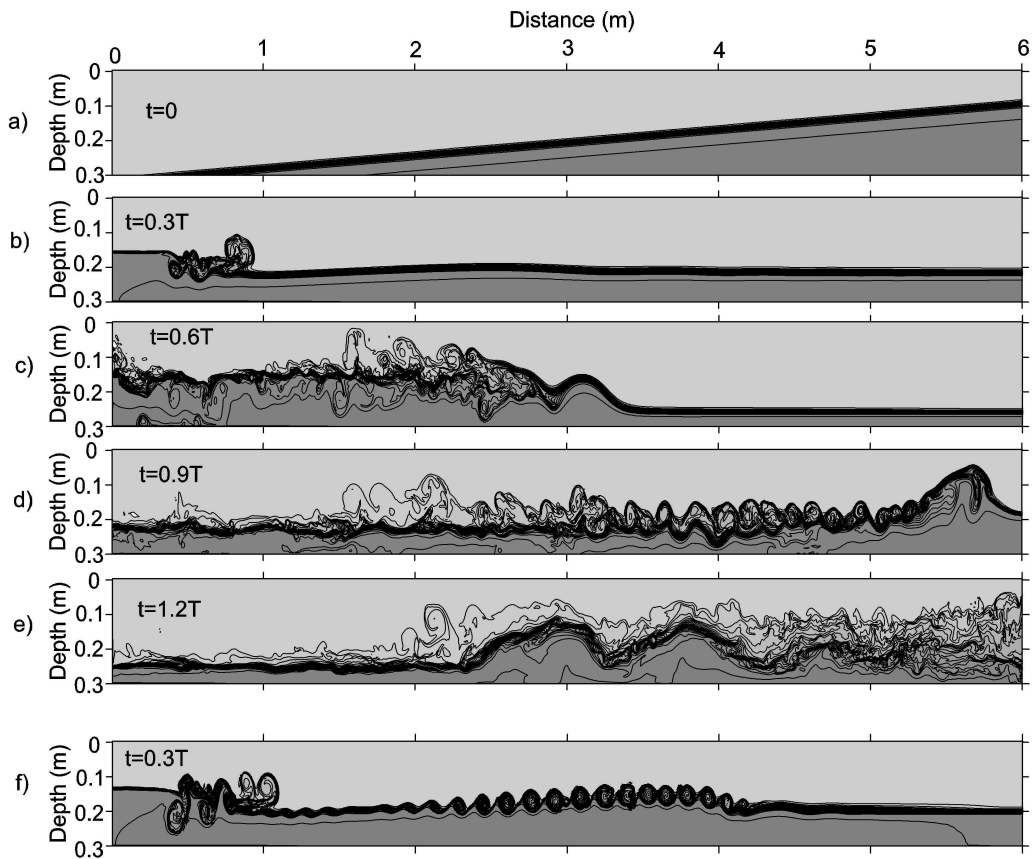 Distance (m)
0 1 2 3 4 5 6
a) Depth (m) 0 0.1 0.2 0.3 t=0
b) Depth (m) 0 0.1 0.2 0.3 t=0.3T
c) Depth (m) 0 0.1 0.2 0.3 t=0.6T
d) Depth (m) 0 0.1 0.2 0.3 t=0.9T
e) Depth (m) 0 0.1 0.2 0.3 t=1.2T
f) Depth (m) 0 0.1 0.2 0.3 t=0.3T